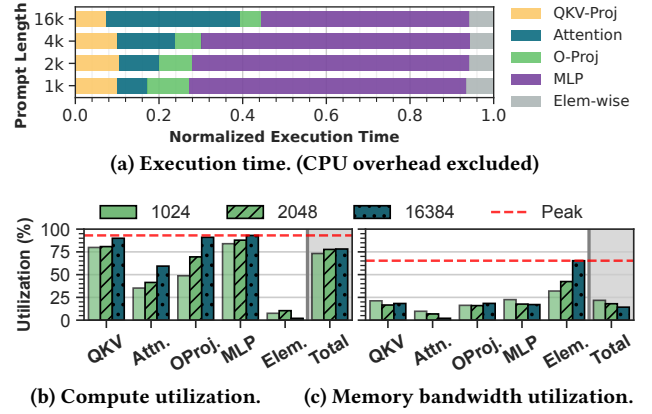 Prompt Length
16k
4k
2k
1k
0.0 0.2 0.4 0.6 0.8 1.0
Normalized Execution Time
QKV-Proj
Attention
O-Proj
MLP
Elem-wise
(a) Execution time. (CPU overhead excluded)
1024 2048 16384 Peak
Utilization (%)
100
75
50
25
0
QKV Attn. OProj. MLP Elem. Total
QKV Attn. OProj. MLP Elem. Total
(b) Compute utilization. (c) Memory bandwidth utilization.